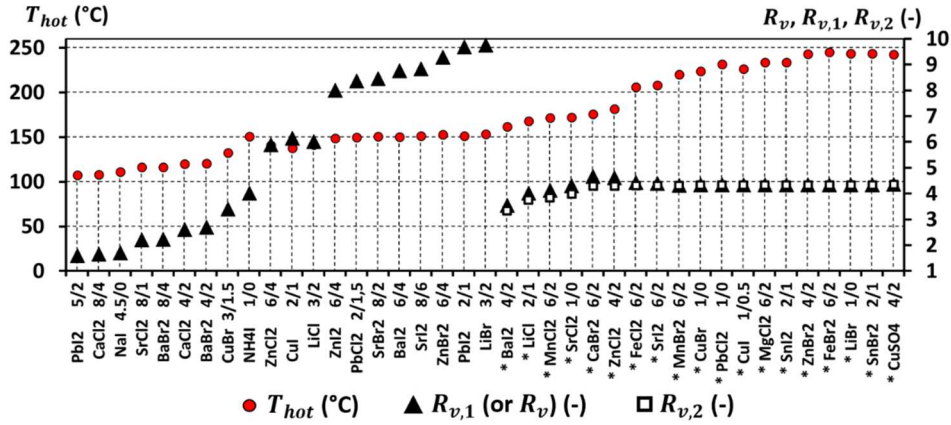 T_hot (°C)
R_v, R_v,1, R_v,2 (-)
250
200
150
100
50
0
10
9
8
7
6
5
4
3
2
1
PbI2 5/2
CaCl2 8/4
NaI 4.5/0
SrCl2 8/1
BaBr2 8/4
CaCl2 4/2
BaBr2 4/2
CuBr 3/1.5
NH4I 1/0
ZnCl2 6/4
CuI 2/1
LiCl 3/2
ZnI2 6/4
PbCl2 2/1,5
SrBr2 8/2
BaI2 6/4
SrI2 8/6
ZnBr2 6/4
PbI2 2/1
LiBr 3/2
* BaI2 4/2
* LiCl 2/1
* MnCl2 6/2
* SrCl2 1/0
* CaBr2 6/2
* ZnCl2 4/2
* FeCl2 6/2
* SrI2 6/2
* MnBr2 6/2
* CuBr 1/0
* PbCl2 1/0
* CuI 1/0.5
* MgCl2 6/2
* SnI2 2/1
* ZnBr2 4/2
* FeBr2 6/2
* LiBr 1/0
* SnBr2 2/1
* CuSO4 4/2
T_hot (°C) R_v,1 (or R_v) (-) R_v,2 (-)